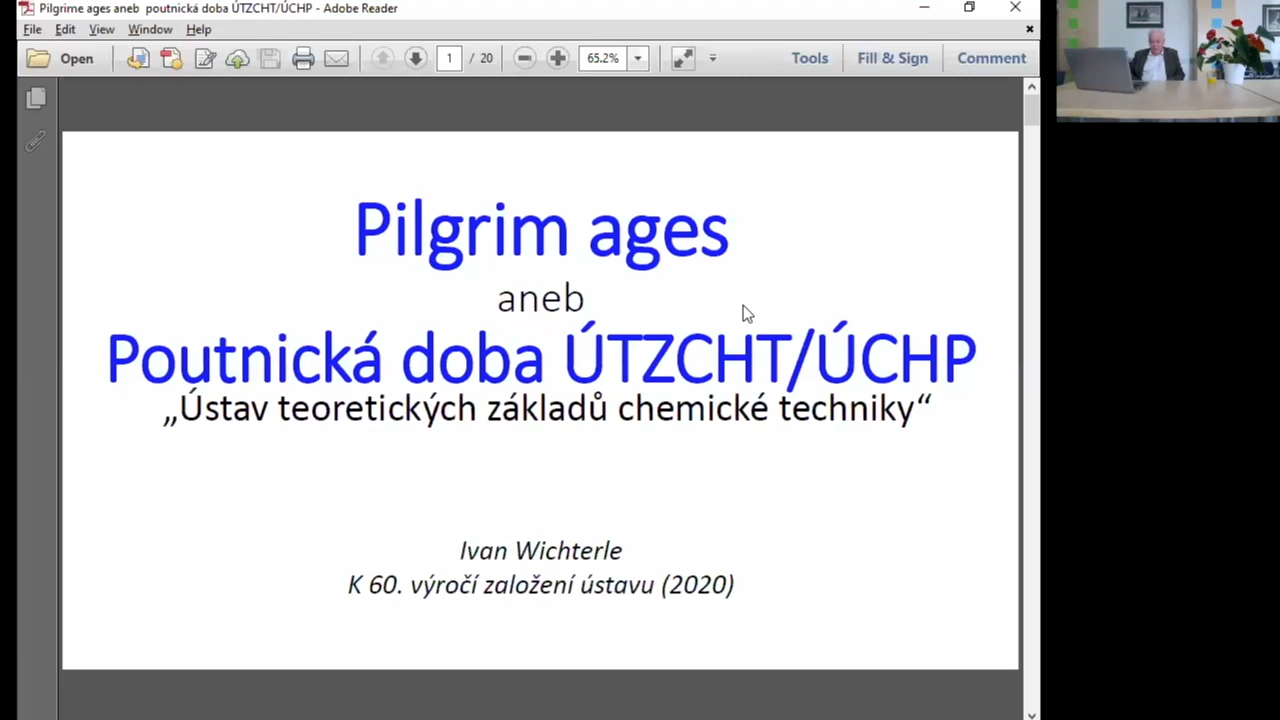 Pilgrime ages aneb  poutnická doba ÚTZCHT/ÚCHP - Adobe Reader
File Edit View Window Help
Open 1 / 20 65.2% Tools Fill & Sign Comment
Pilgrim ages
aneb
Poutnická doba ÚTZCHT/ÚCHP
„Ústav teoretických základů chemické techniky“
Ivan Wichterle
K 60. výročí založení ústavu (2020)